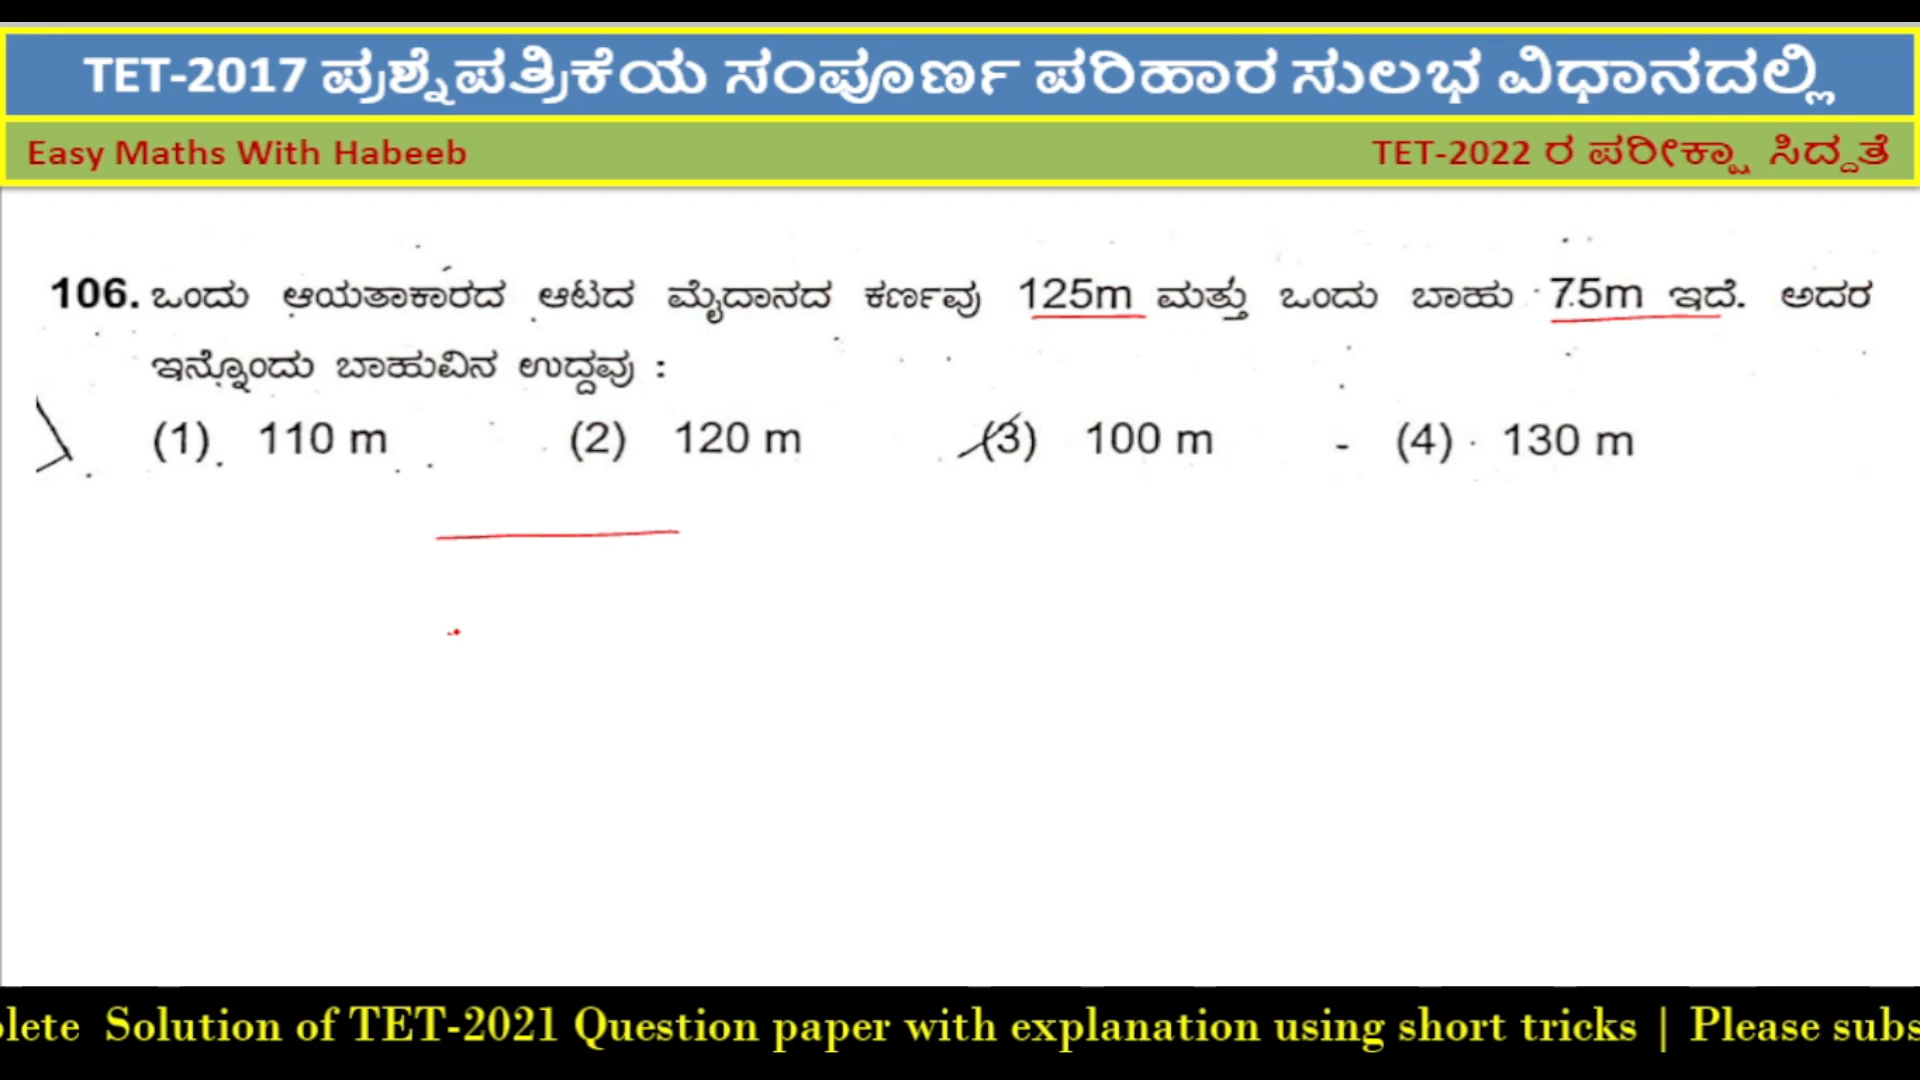 TET-2017 ಪ್ರಶ್ನೆಪತ್ರಿಕೆಯ ಸಂಪೂರ್ಣ ಪರಿಹಾರ ಸುಲಭ ವಿಧಾನದಲ್ಲಿ
Easy Maths With Habeeb TET-2022 ರ ಪರೀಕ್ಷಾ ಸಿದ್ದತೆ
106. ಒಂದು ಆಯತಾಕಾರದ ಆಟದ ಮೈದಾನದ ಕರ್ಣವು 125m ಮತ್ತು ಒಂದು ಬಾಹು 75m ಇದೆ. ಅದರ
ಇನ್ನೊಂದು ಬಾಹುವಿನ ಉದ್ದವು :
(1) 110 m (2) 120 m (3) 100 m (4) 130 m
plete Solution of TET-2021 Question paper with explanation using short tricks | Please subs